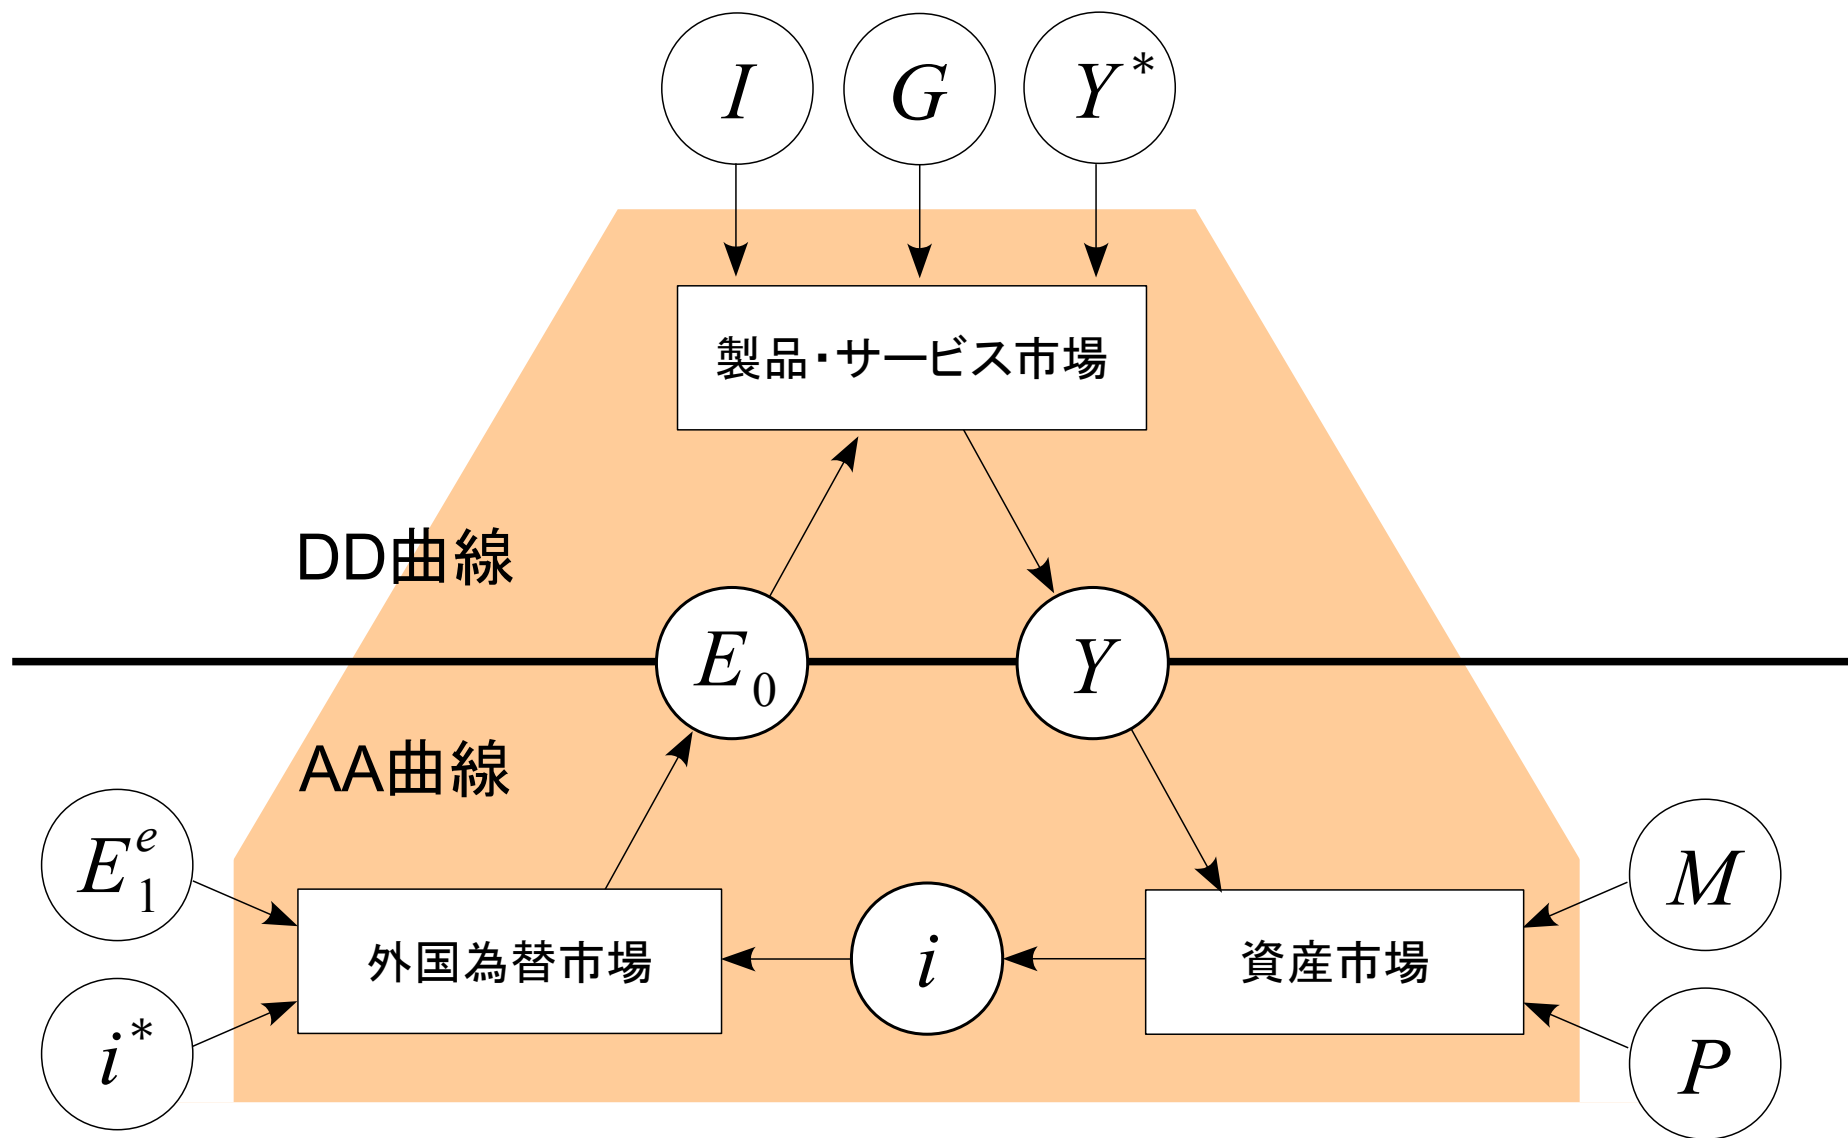 I G Y*
製品・サービス市場
DD曲線
E₀ Y
AA曲線
E₁ᵉ
M
外国為替市場 i 資産市場
i*
P